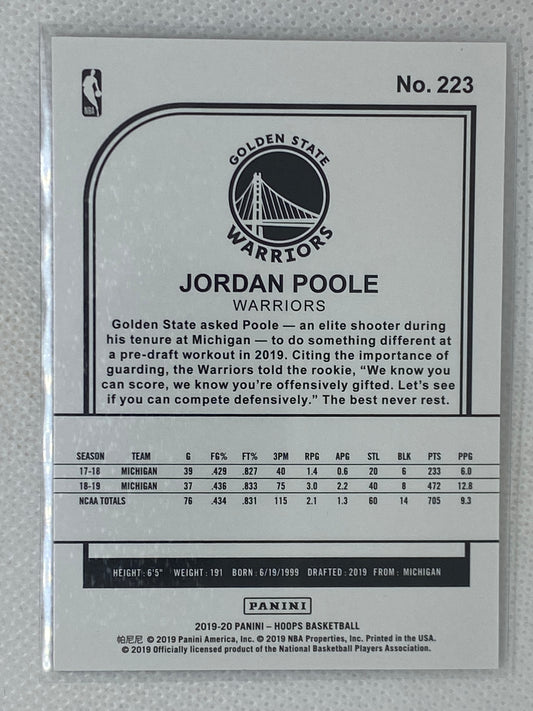 No. 223
NBA
GOLDEN STATE
WARRIORS
JORDAN POOLE
WARRIORS
Golden State asked Poole — an elite shooter during
his tenure at Michigan — to do something different at
a pre-draft workout in 2019. Citing the importance of
guarding, the Warriors told the rookie, “We know you
can score, we know you’re offensively gifted. Let’s see
if you can compete defensively.” The best never rest.
SEASON TEAM G FG% FT% 3PM RPG APG STL BLK PTS PPG
17-18 MICHIGAN 39 .429 .827 40 1.4 0.6 20 6 233 6.0
18-19 MICHIGAN 37 .436 .833 75 3.0 2.2 40 8 472 12.8
NCAA TOTALS 76 .434 .831 115 2.1 1.3 60 14 705 9.3
HEIGHT: 6'5" WEIGHT: 191 BORN: 6/19/1999 DRAFTED: 2019 FROM: MICHIGAN
PANINI
2019-20 PANINI – HOOPS BASKETBALL
帕尼尼 © 2019 Panini America, Inc. © 2019 NBA Properties, Inc. Printed in the USA.
© 2019 Officially licensed product of the National Basketball Players Association.